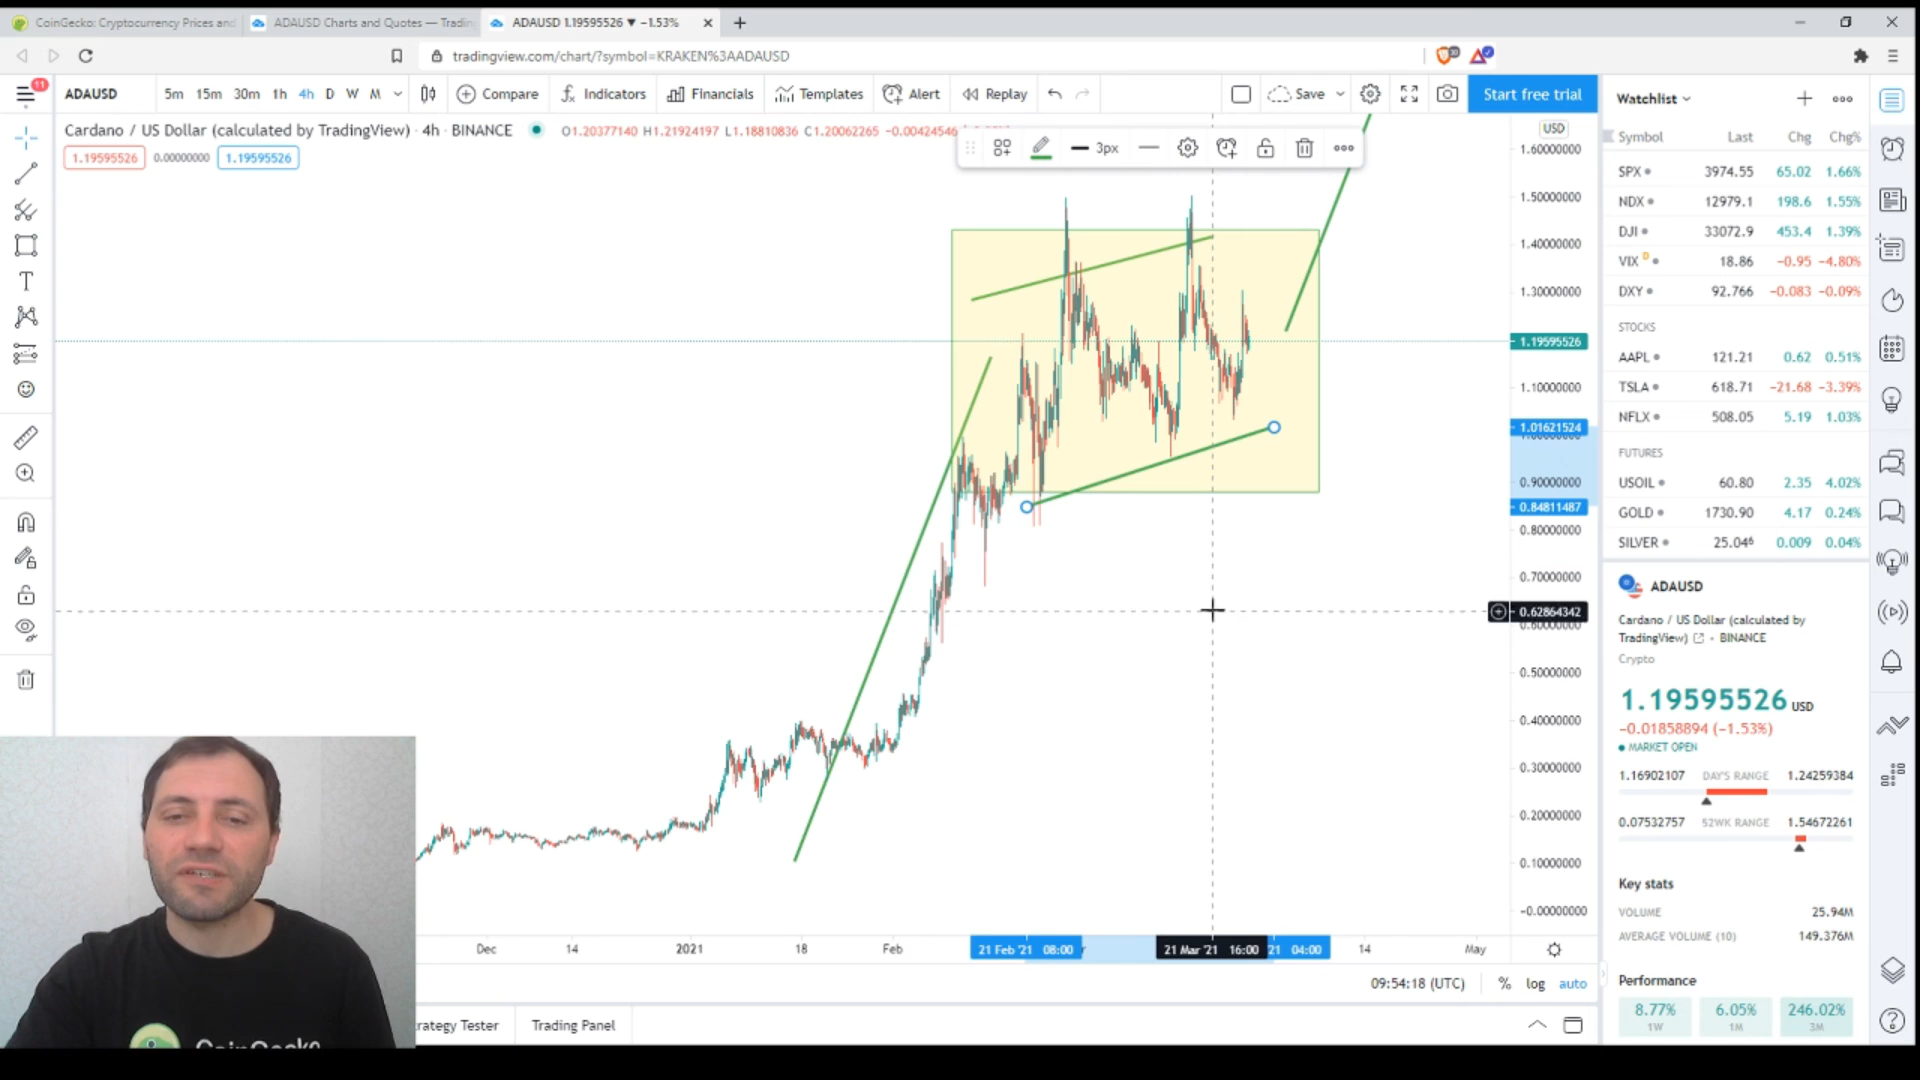 CoinGecko: Cryptocurrency Prices and
ADAUSD Charts and Quotes — Trading
ADAUSD 1.19595526 ▼ −1.53%
tradingview.com/chart/?symbol=KRAKEN%3AADAUSD
11
ADAUSD
5m 15m 30m 1h 4h D W M
Compare
Indicators
Financials
Templates
Alert
Replay
Save
Start free trial
Cardano / US Dollar (calculated by TradingView) · 4h · BINANCE
O1.20377140 H1.21924197 L1.18810836 C1.20062265 −0.00424546
1.19595526 0.00000000 1.19595526
3px
USD
1.60000000
1.50000000
1.40000000
1.30000000
1.19595526
1.10000000
1.01621524
0.90000000
0.84811487
0.80000000
0.70000000
0.62864342
0.60000000
0.50000000
0.40000000
0.30000000
0.20000000
0.10000000
−0.00000000
Dec 14 2021 18 Feb 21 Feb '21 08:00 21 Mar '21 16:00 21 04:00 14 May
09:54:18 (UTC) % log auto
rategy Tester
Trading Panel
Watchlist
Symbol Last Chg Chg%
SPX 3974.55 65.02 1.66%
NDX 12979.1 198.6 1.55%
DJI 33072.9 453.4 1.39%
VIX D 18.86 −0.95 −4.80%
DXY 92.766 −0.083 −0.09%
STOCKS
AAPL 121.21 0.62 0.51%
TSLA 618.71 −21.68 −3.39%
NFLX 508.05 5.19 1.03%
FUTURES
USOIL 60.80 2.35 4.02%
GOLD 1730.90 4.17 0.24%
SILVER 25.046 0.009 0.04%
ADAUSD
Cardano / US Dollar (calculated by
TradingView) · BINANCE
Crypto
1.19595526 USD
−0.01858894 (−1.53%)
MARKET OPEN
1.16902107 DAY'S RANGE 1.24259384
0.07532757 52WK RANGE 1.54672261
Key stats
VOLUME 25.94M
AVERAGE VOLUME (10) 149.376M
Performance
8.77% 6.05% 246.02%
1W 1M 3M
CoinGecko